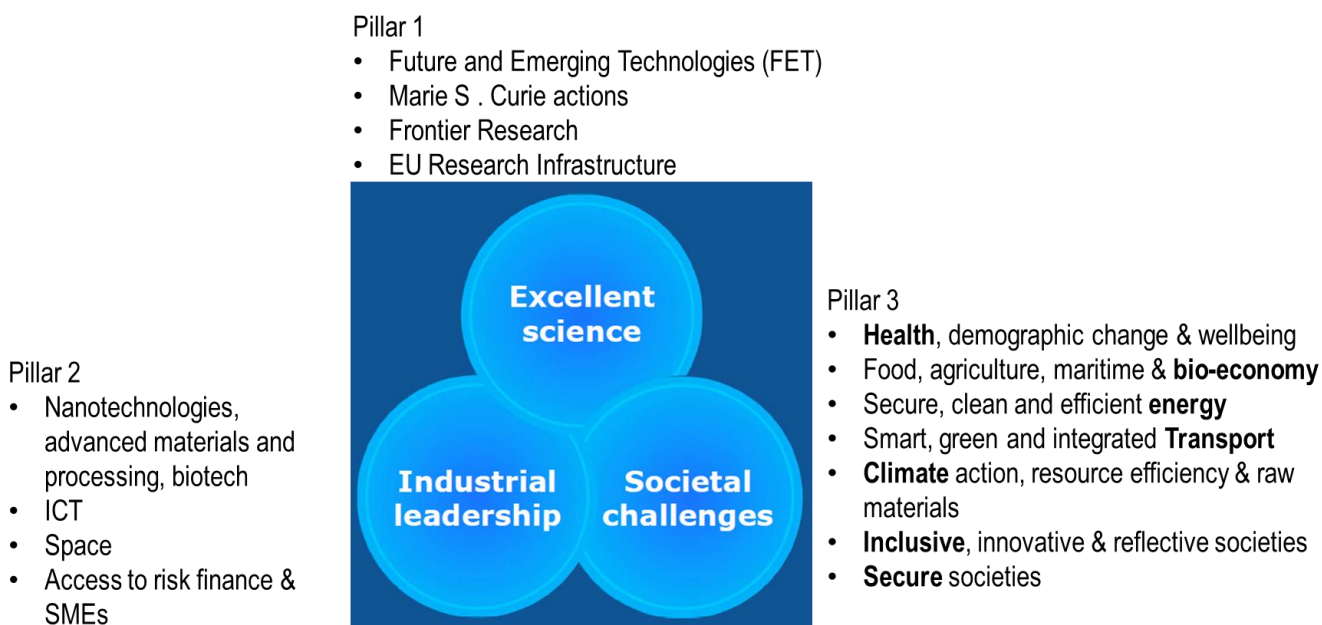 Pillar 1
• Future and Emerging Technologies (FET)
• Marie S . Curie actions
• Frontier Research
• EU Research Infrastructure
Excellent
science
Industrial
leadership
Societal
challenges
Pillar 2
• Nanotechnologies,
advanced materials and
processing, biotech
• ICT
• Space
• Access to risk finance &
SMEs
Pillar 3
• Health, demographic change & wellbeing
• Food, agriculture, maritime & bio-economy
• Secure, clean and efficient energy
• Smart, green and integrated Transport
• Climate action, resource efficiency & raw
materials
• Inclusive, innovative & reflective societies
• Secure societies